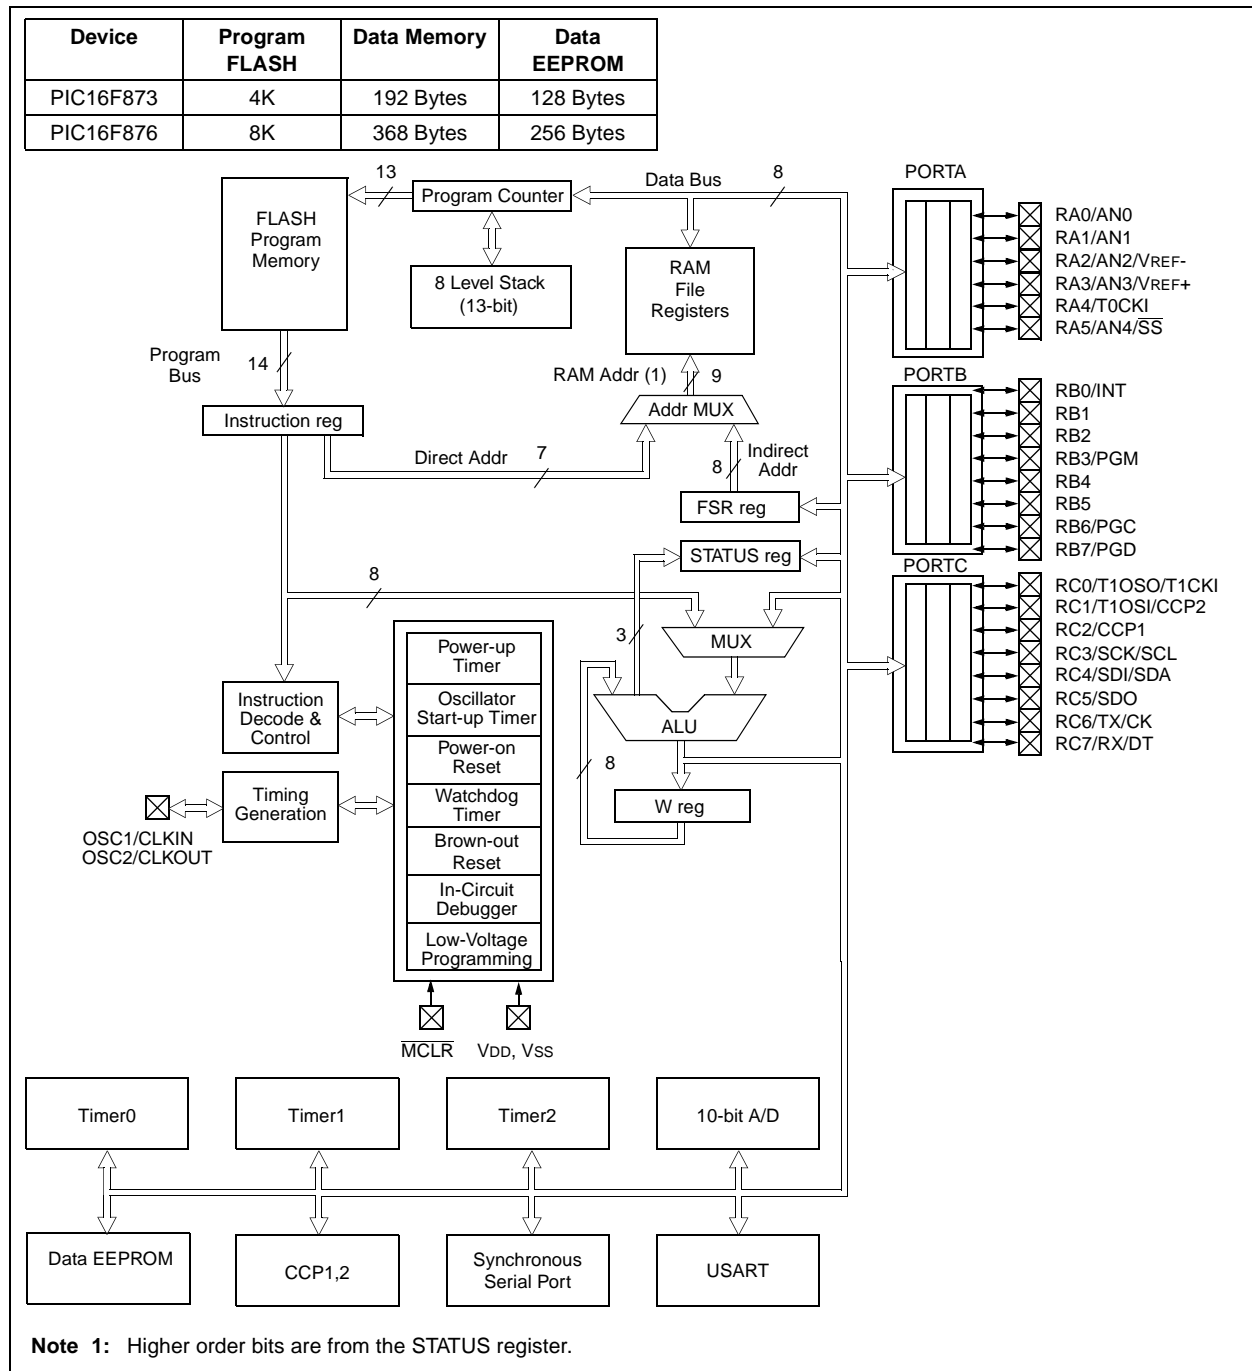 Device Program FLASH Data Memory Data EEPROM
PIC16F873 4K 192 Bytes 128 Bytes
PIC16F876 8K 368 Bytes 256 Bytes
FLASH
Program
Memory
13
Program Counter
8 Level Stack
(13-bit)
Data Bus
8
RAM
File
Registers
Program
Bus
14
RAM Addr (1)
9
Addr MUX
Instruction reg
Direct Addr
7
8
Indirect
Addr
FSR reg
STATUS reg
8
3
MUX
ALU
8
W reg
Power-up
Timer
Oscillator
Start-up Timer
Power-on
Reset
Watchdog
Timer
Brown-out
Reset
In-Circuit
Debugger
Low-Voltage
Programming
Instruction
Decode &
Control
Timing
Generation
OSC1/CLKIN
OSC2/CLKOUT
MCLR
VDD, VSS
PORTA
RA0/AN0
RA1/AN1
RA2/AN2/VREF-
RA3/AN3/VREF+
RA4/T0CKI
RA5/AN4/SS
PORTB
RB0/INT
RB1
RB2
RB3/PGM
RB4
RB5
RB6/PGC
RB7/PGD
PORTC
RC0/T1OSO/T1CKI
RC1/T1OSI/CCP2
RC2/CCP1
RC3/SCK/SCL
RC4/SDI/SDA
RC5/SDO
RC6/TX/CK
RC7/RX/DT
Timer0
Timer1
Timer2
10-bit A/D
Data EEPROM
CCP1,2
Synchronous
Serial Port
USART
Note 1: Higher order bits are from the STATUS register.